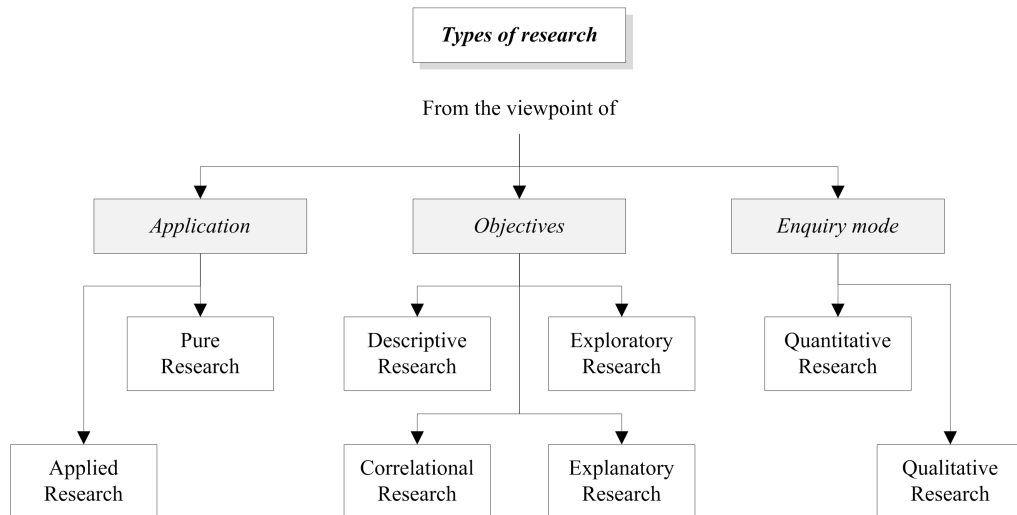 Types of research
From the viewpoint of
Application
Objectives
Enquiry mode
Pure
Research
Descriptive
Research
Exploratory
Research
Quantitative
Research
Applied
Research
Correlational
Research
Explanatory
Research
Qualitative
Research